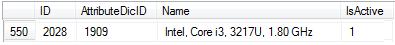 ID AttributeDicID Name IsActive
550 2028 1909 Intel, Core i3, 3217U, 1.80 GHz 1